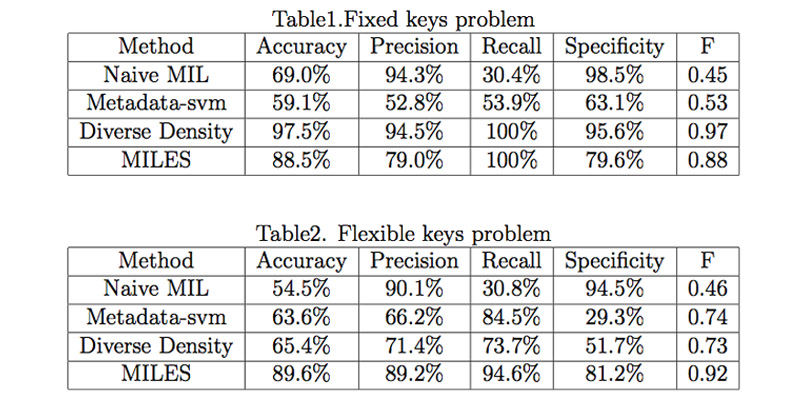 Table1.Fixed keys problem
Method Accuracy Precision Recall Specificity F
Naive MIL 69.0% 94.3% 30.4% 98.5% 0.45
Metadata-svm 59.1% 52.8% 53.9% 63.1% 0.53
Diverse Density 97.5% 94.5% 100% 95.6% 0.97
MILES 88.5% 79.0% 100% 79.6% 0.88
Table2. Flexible keys problem
Method Accuracy Precision Recall Specificity F
Naive MIL 54.5% 90.1% 30.8% 94.5% 0.46
Metadata-svm 63.6% 66.2% 84.5% 29.3% 0.74
Diverse Density 65.4% 71.4% 73.7% 51.7% 0.73
MILES 89.6% 89.2% 94.6% 81.2% 0.92